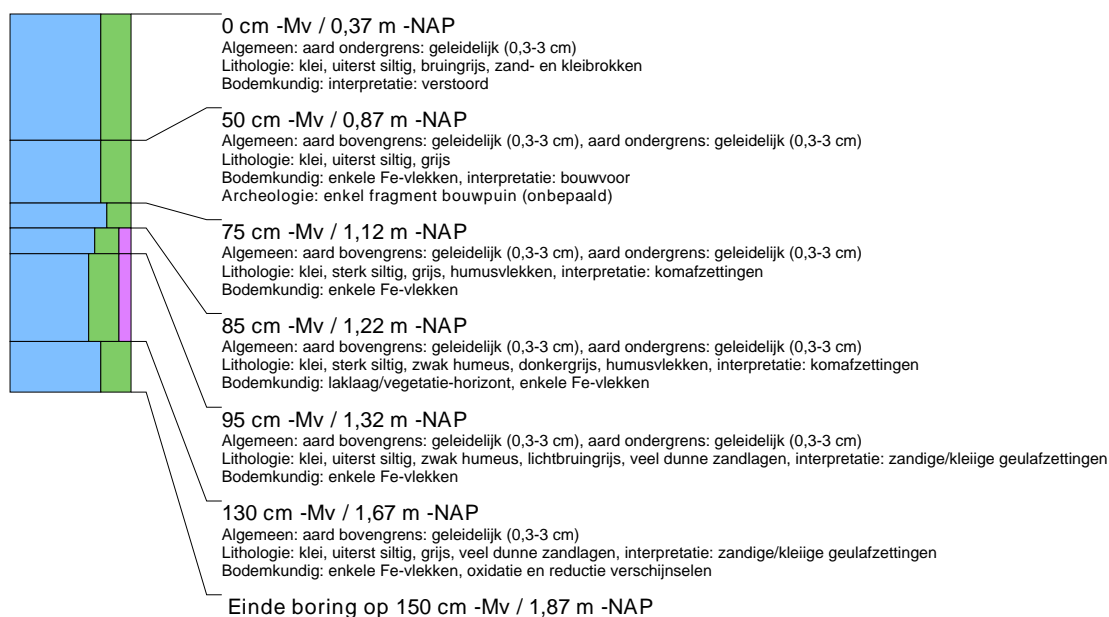 0 cm -Mv / 0,37 m -NAP
Algemeen: aard ondergrens: geleidelijk (0,3-3 cm)
Lithologie: klei, uiterst siltig, bruingrijs, zand- en kleibrokken
Bodemkundig: interpretatie: verstoord
50 cm -Mv / 0,87 m -NAP
Algemeen: aard bovengrens: geleidelijk (0,3-3 cm), aard ondergrens: geleidelijk (0,3-3 cm)
Lithologie: klei, uiterst siltig, grijs
Bodemkundig: enkele Fe-vlekken, interpretatie: bouwvoor
Archeologie: enkel fragment bouwpuin (onbepaald)
75 cm -Mv / 1,12 m -NAP
Algemeen: aard bovengrens: geleidelijk (0,3-3 cm), aard ondergrens: geleidelijk (0,3-3 cm)
Lithologie: klei, sterk siltig, grijs, humusvlekken, interpretatie: komafzettingen
Bodemkundig: enkele Fe-vlekken
85 cm -Mv / 1,22 m -NAP
Algemeen: aard bovengrens: geleidelijk (0,3-3 cm), aard ondergrens: geleidelijk (0,3-3 cm)
Lithologie: klei, sterk siltig, zwak humeus, donkergrijs, humusvlekken, interpretatie: komafzettingen
Bodemkundig: laklaag/vegetatie-horizont, enkele Fe-vlekken
95 cm -Mv / 1,32 m -NAP
Algemeen: aard bovengrens: geleidelijk (0,3-3 cm), aard ondergrens: geleidelijk (0,3-3 cm)
Lithologie: klei, uiterst siltig, zwak humeus, lichtbruingrijs, veel dunne zandlagen, interpretatie: zandige/kleiige geulafzettingen
Bodemkundig: enkele Fe-vlekken
130 cm -Mv / 1,67 m -NAP
Algemeen: aard bovengrens: geleidelijk (0,3-3 cm)
Lithologie: klei, uiterst siltig, grijs, veel dunne zandlagen, interpretatie: zandige/kleiige geulafzettingen
Bodemkundig: enkele Fe-vlekken, oxidatie en reductie verschijnselen
Einde boring op 150 cm -Mv / 1,87 m -NAP